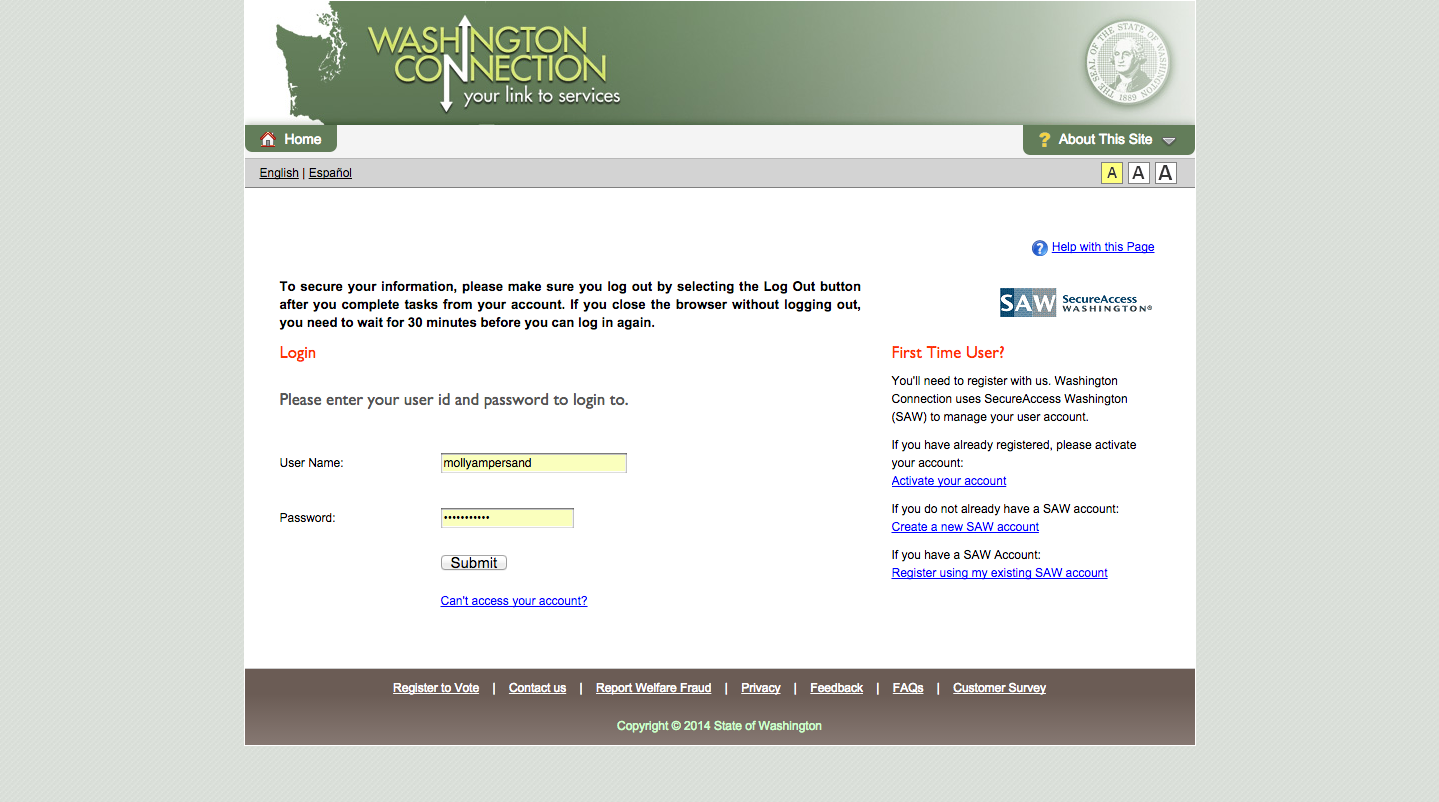 WASHINGTON
CONNECTION
your link to services
THE SEAL OF THE STATE OF WASHINGTON
1889
Home
? About This Site
English | Español
A A A
? Help with this Page
To secure your information, please make sure you log out by selecting the Log Out button
after you complete tasks from your account. If you close the browser without logging out,
you need to wait for 30 minutes before you can log in again.
SAW SecureAccess
WASHINGTON®
Login
First Time User?
Please enter your user id and password to login to.
You'll need to register with us. Washington
Connection uses SecureAccess Washington
(SAW) to manage your user account.
If you have already registered, please activate
your account:
Activate your account
User Name: mollyampersand
If you do not already have a SAW account:
Create a new SAW account
Password: •••••••••••
If you have a SAW Account:
Register using my existing SAW account
Submit
Can't access your account?
Register to Vote | Contact us | Report Welfare Fraud | Privacy | Feedback | FAQs | Customer Survey
Copyright © 2014 State of Washington